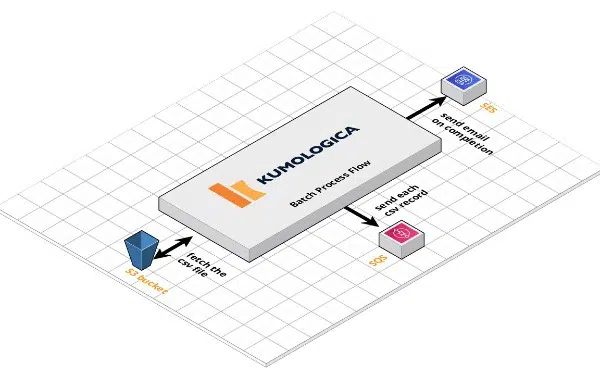 KUMOLOGICA
Batch Process Flow
SES
send email
on completion
send each
csv record
SQS
fetch the
csv file
S3 bucket